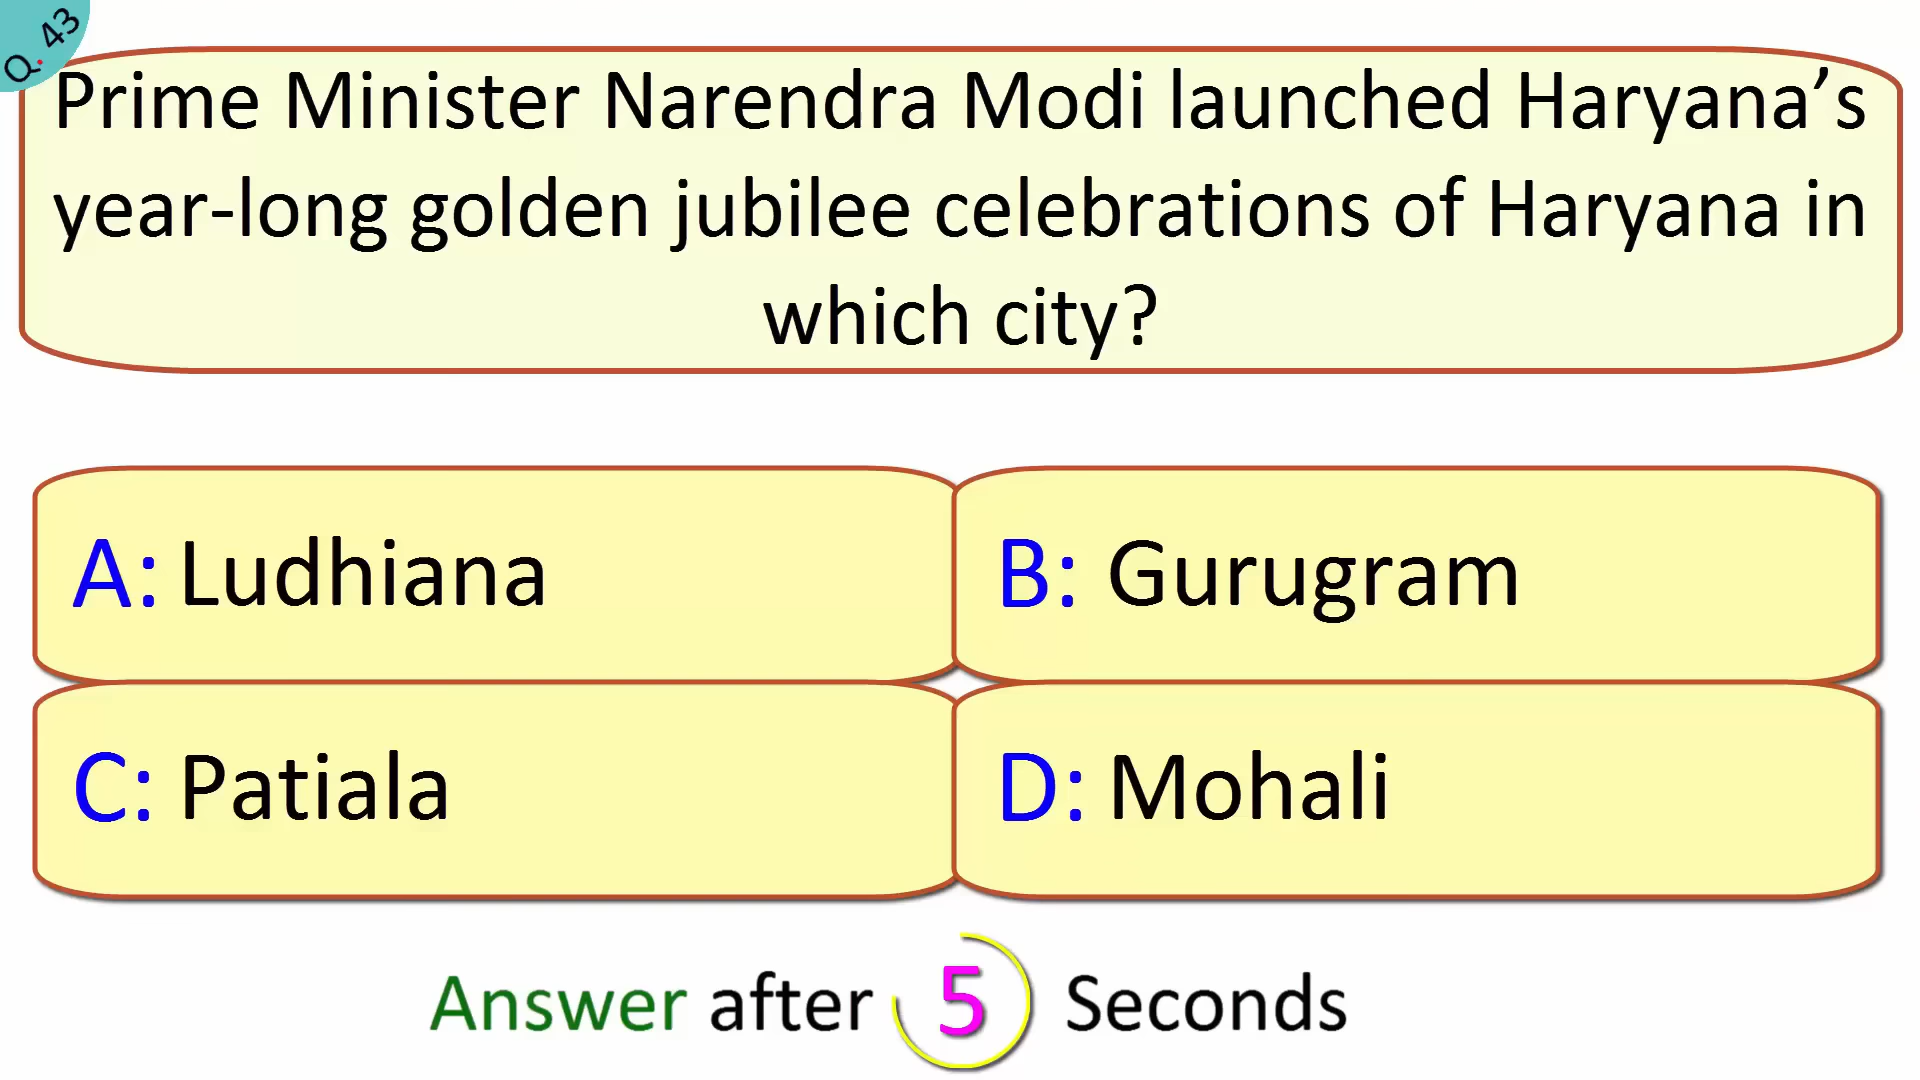 Q. 43
Prime Minister Narendra Modi launched Haryana’s
year-long golden jubilee celebrations of Haryana in
which city?
A: Ludhiana
B: Gurugram
C: Patiala
D: Mohali
Answer after 5 Seconds